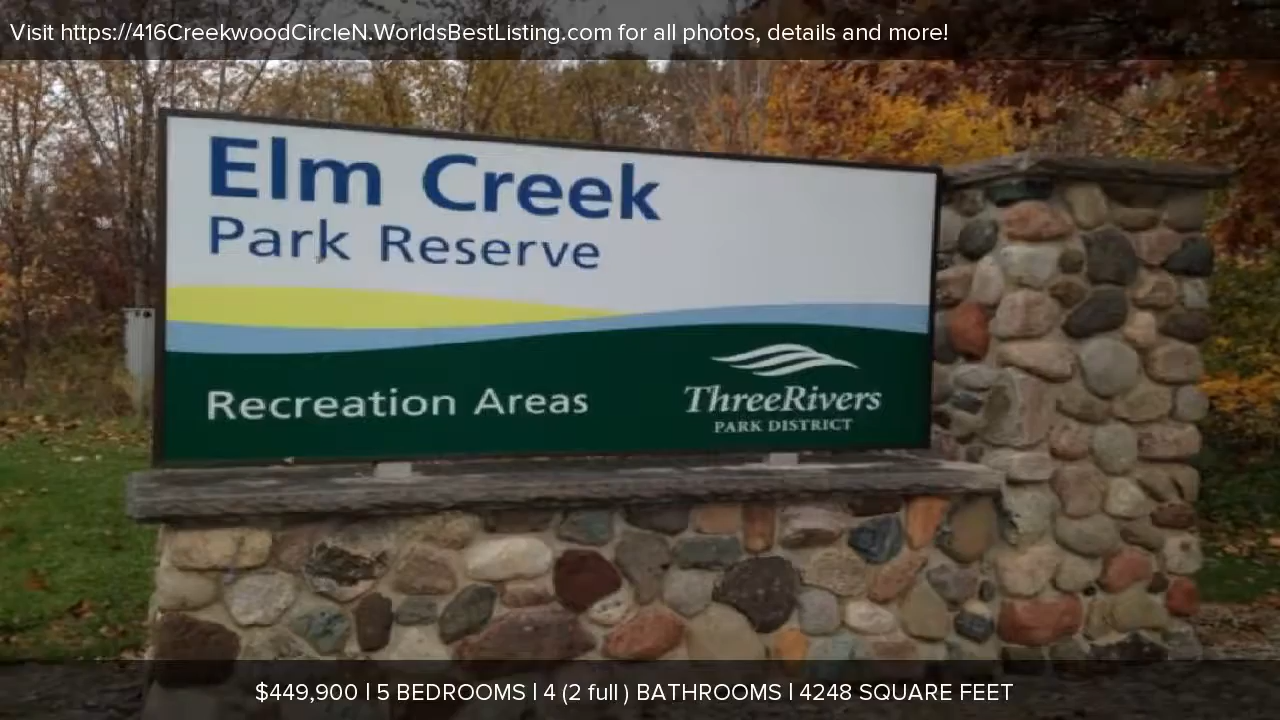 Visit https://416CreekwoodCircleN.WorldsBestListing.com for all photos, details and more!
Elm Creek
Park Reserve
Recreation Areas
ThreeRivers
PARK DISTRICT
$449,900 | 5 BEDROOMS | 4 (2 full ) BATHROOMS | 4248 SQUARE FEET